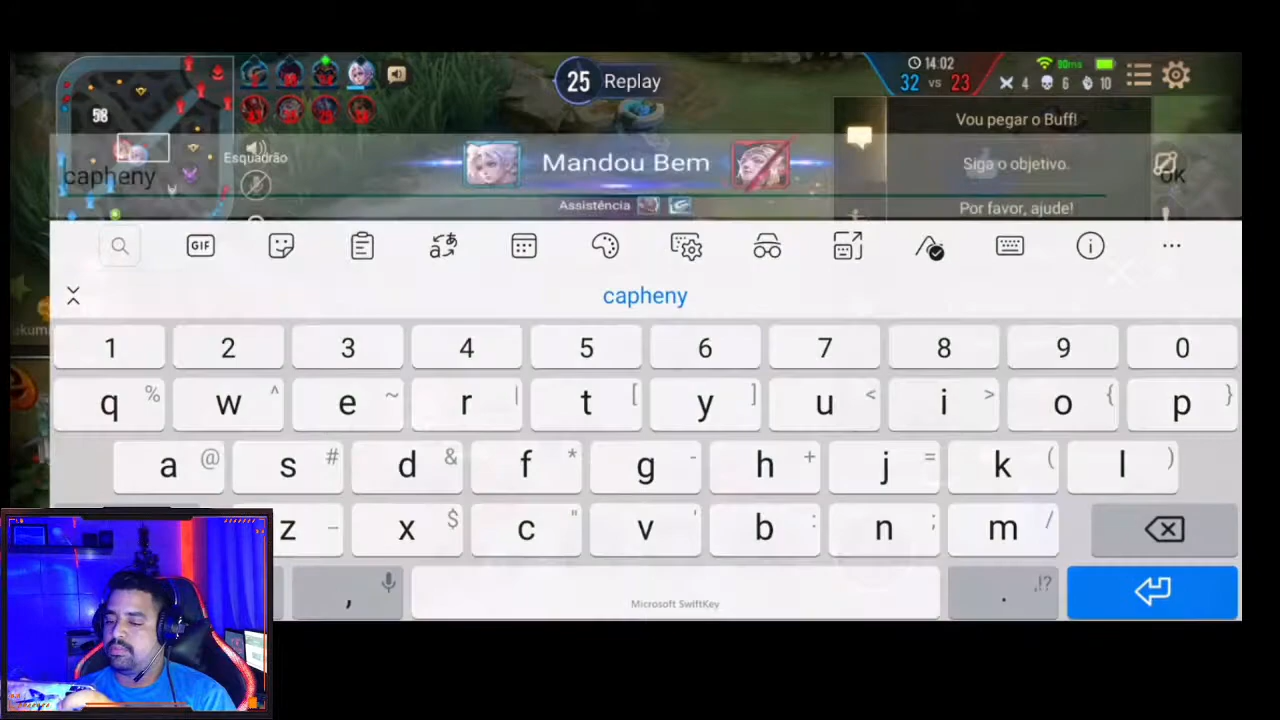 58
Esquadrão
capheny
25 Replay
Mandou Bem
Assistência
14:02
32 vs 23
90ms
4 6 10
Vou pegar o Buff!
Siga o objetivo.
Por favor, ajude!
OK
GIF
capheny
1 2 3 4 5 6 7 8 9 0
q % w ^ e ~ r | t [ y ] u < i > o { p }
a @ s # d & f * g - h + j = k ( l )
z _ x $ c " v ' b : n ; m /
, Microsoft SwiftKey . ,!?